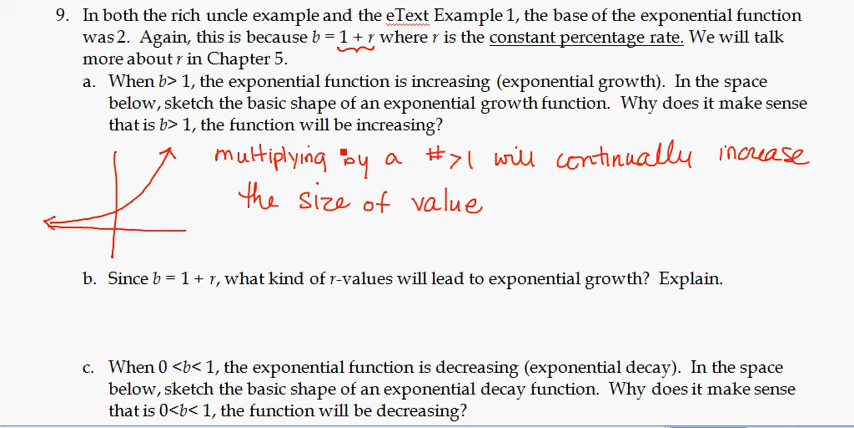 9. In both the rich uncle example and the eText Example 1, the base of the exponential function
was 2. Again, this is because b = 1 + r where r is the constant percentage rate. We will talk
more about r in Chapter 5.
a. When b> 1, the exponential function is increasing (exponential growth). In the space
below, sketch the basic shape of an exponential growth function. Why does it make sense
that is b> 1, the function will be increasing?
multiplying by a # >1 will continually increase
the size of value
b. Since b = 1 + r, what kind of r-values will lead to exponential growth? Explain.
c. When 0 <b< 1, the exponential function is decreasing (exponential decay). In the space
below, sketch the basic shape of an exponential decay function. Why does it make sense
that is 0<b< 1, the function will be decreasing?